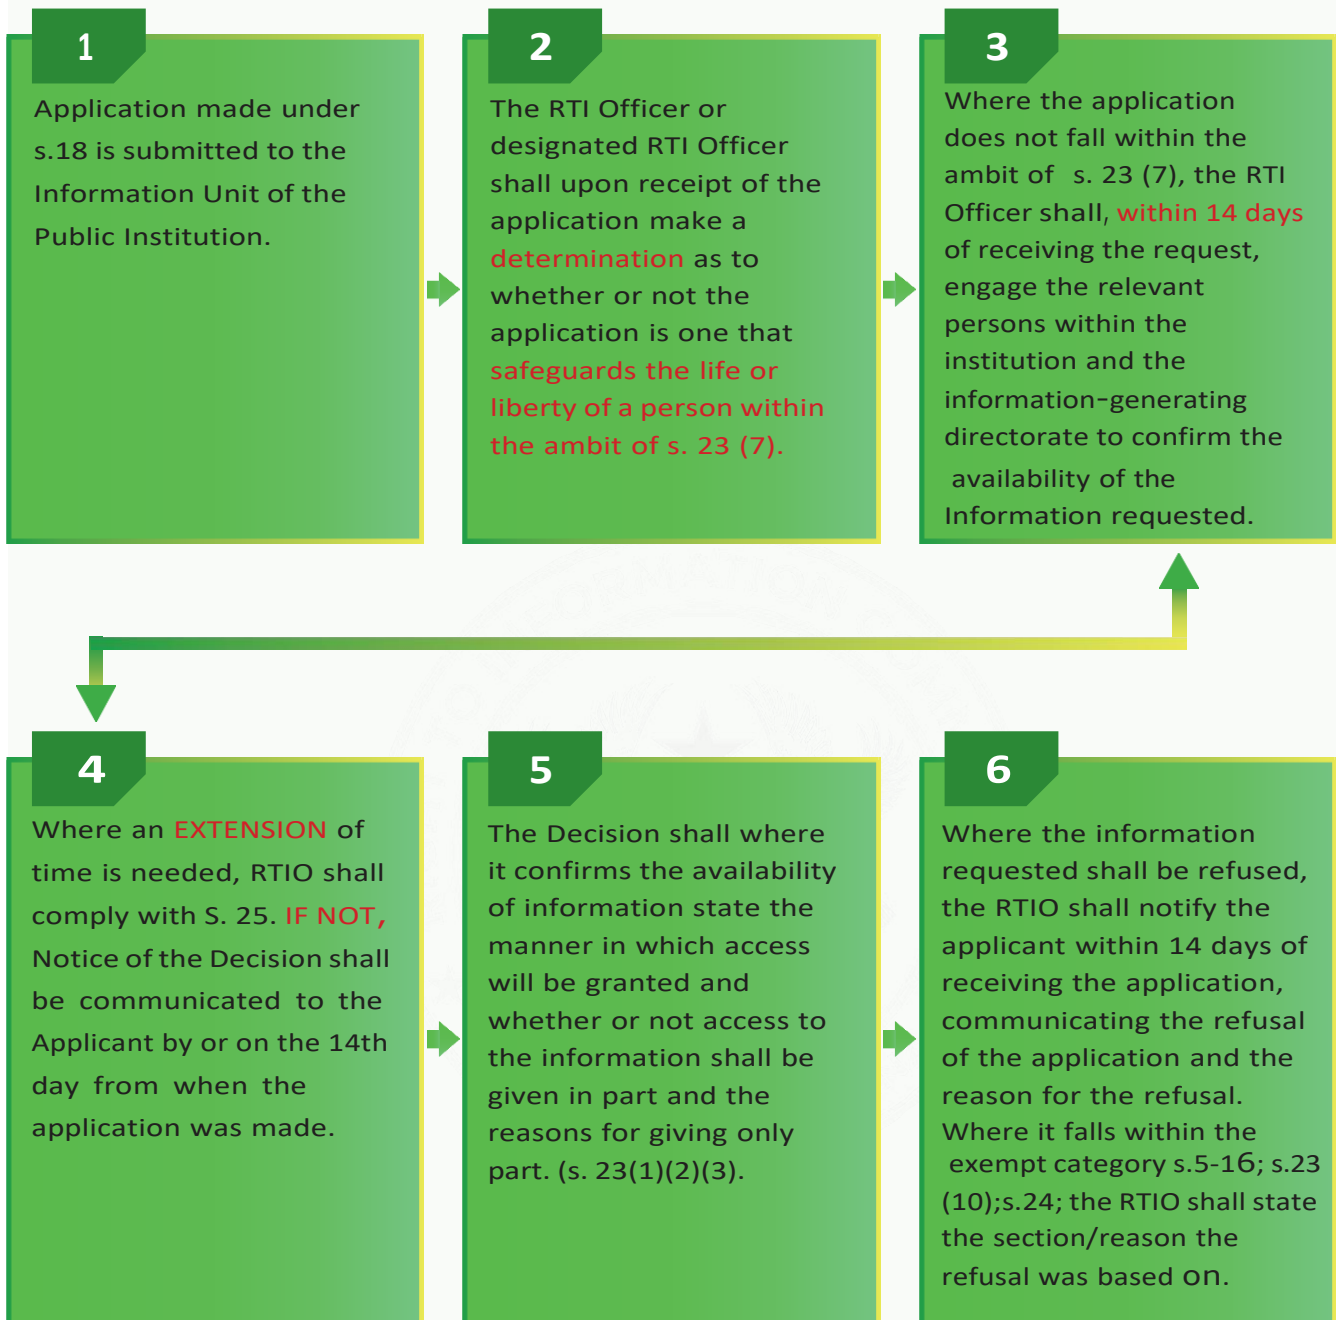 1
Application made under
s.18 is submitted to the
Information Unit of the
Public Institution.
2
The RTI Officer or
designated RTI Officer
shall upon receipt of the
application make a
determination as to
whether or not the
application is one that
safeguards the life or
liberty of a person within
the ambit of s. 23 (7).
3
Where the application
does not fall within the
ambit of s. 23 (7), the RTI
Officer shall, within 14 days
of receiving the request,
engage the relevant
persons within the
institution and the
information-generating
directorate to confirm the
availability of the
Information requested.
4
Where an EXTENSION of
time is needed, RTIO shall
comply with S. 25. IF NOT,
Notice of the Decision shall
be communicated to the
Applicant by or on the 14th
day from when the
application was made.
5
The Decision shall where
it confirms the availability
of information state the
manner in which access
will be granted and
whether or not access to
the information shall be
given in part and the
reasons for giving only
part. (s. 23(1)(2)(3).
6
Where the information
requested shall be refused,
the RTIO shall notify the
applicant within 14 days of
receiving the application,
communicating the refusal
of the application and the
reason for the refusal.
Where it falls within the
exempt category s.5-16; s.23
(10);s.24; the RTIO shall state
the section/reason the
refusal was based on.